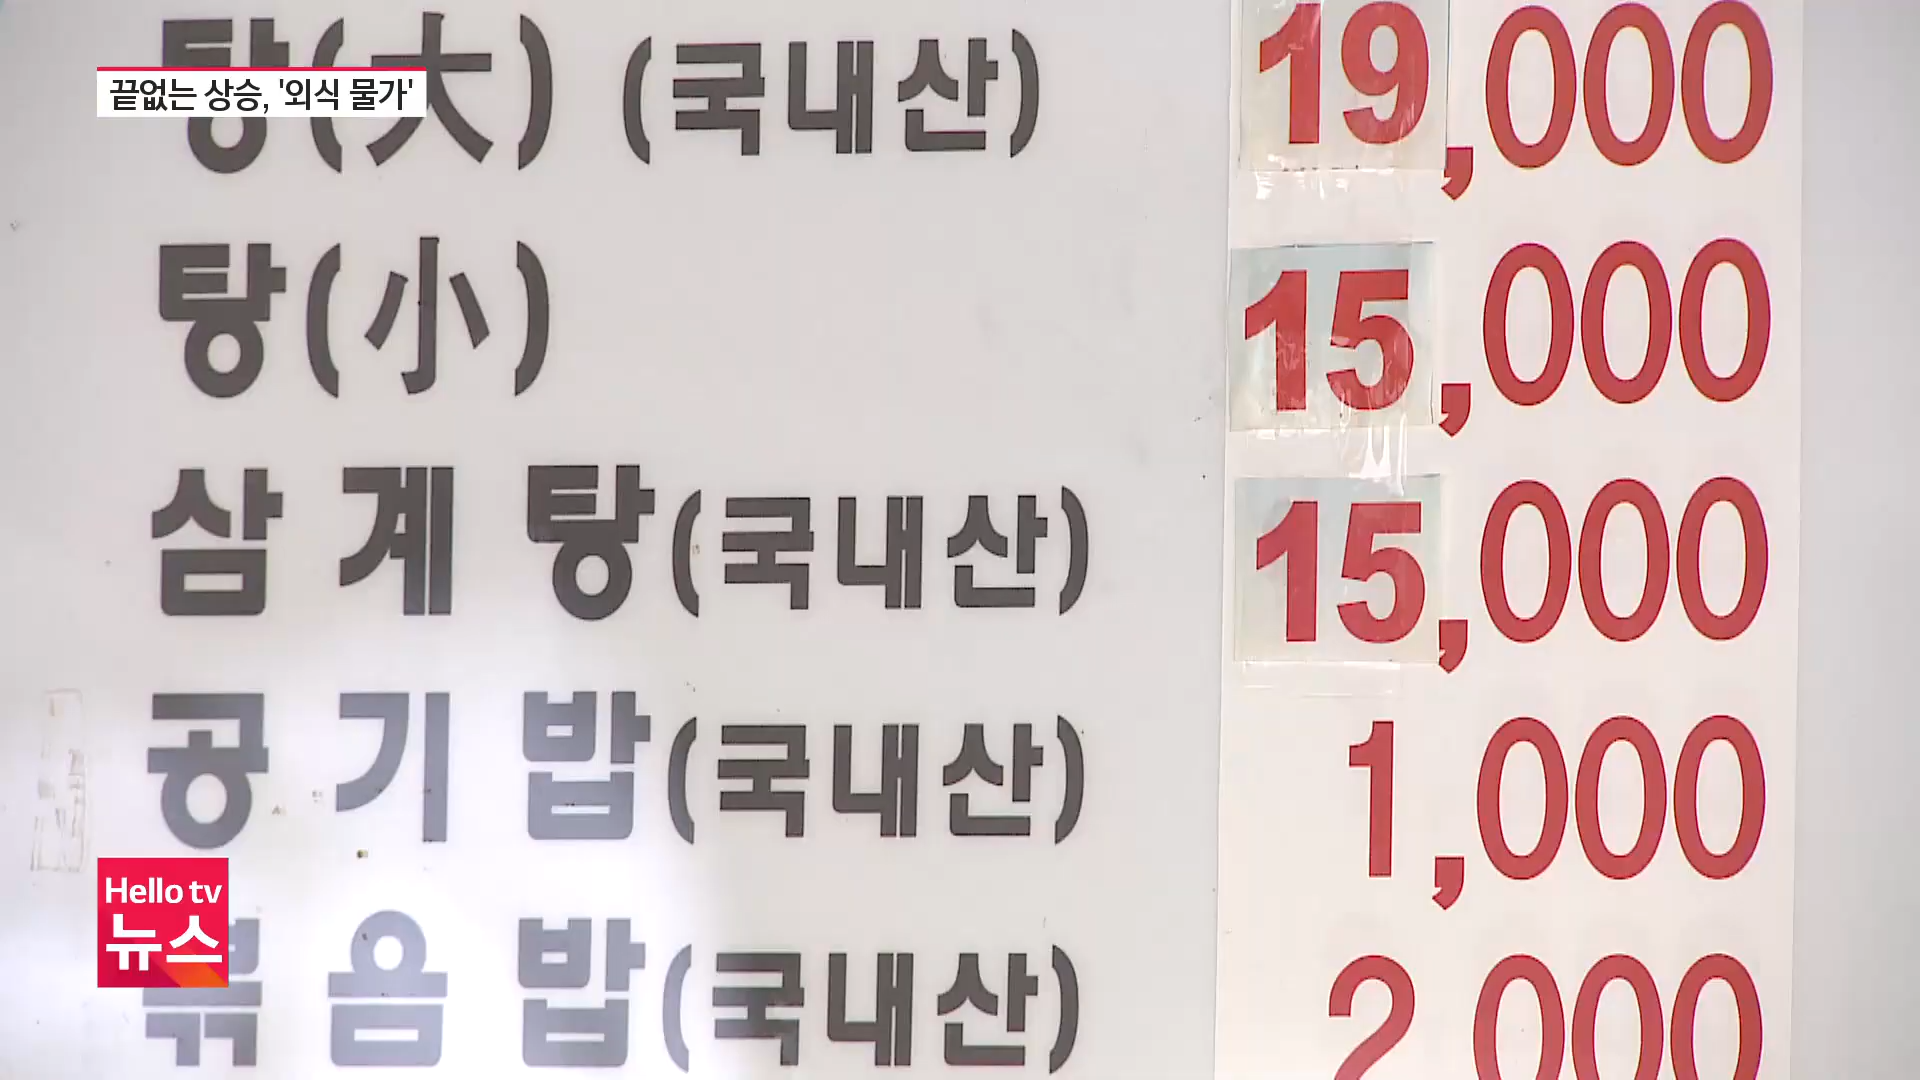 끝없는 상승, '외식 물가'
탕(大) (국내산) 19,000
탕(小) 15,000
삼계탕(국내산) 15,000
공기밥(국내산) 1,000
볶음밥(국내산) 2,000
Hello tv
뉴스